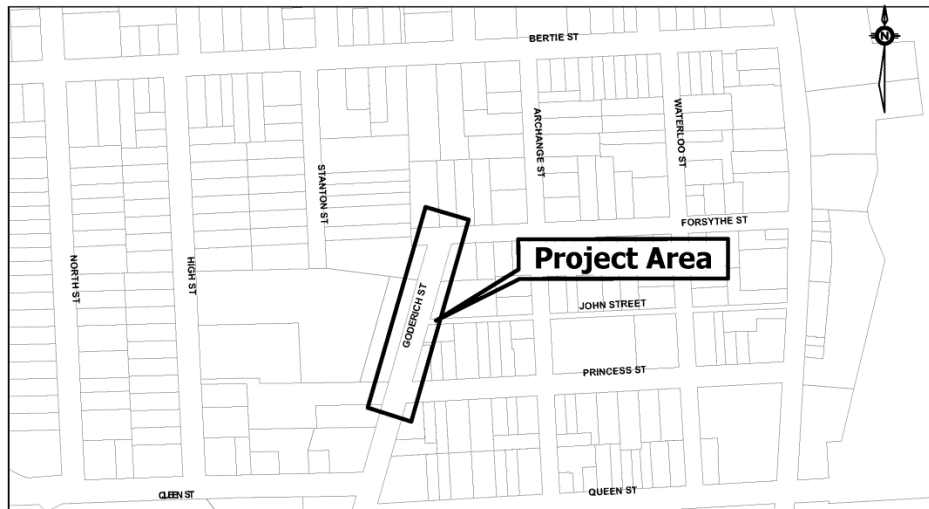 BERTIE ST
N
ARCHANGE ST
WATERLOO ST
STANTON ST
FORSYTHE ST
Project Area
NORTH ST
HIGH ST
GODERICH ST
JOHN STREET
PRINCESS ST
QUEEN ST
QUEEN ST